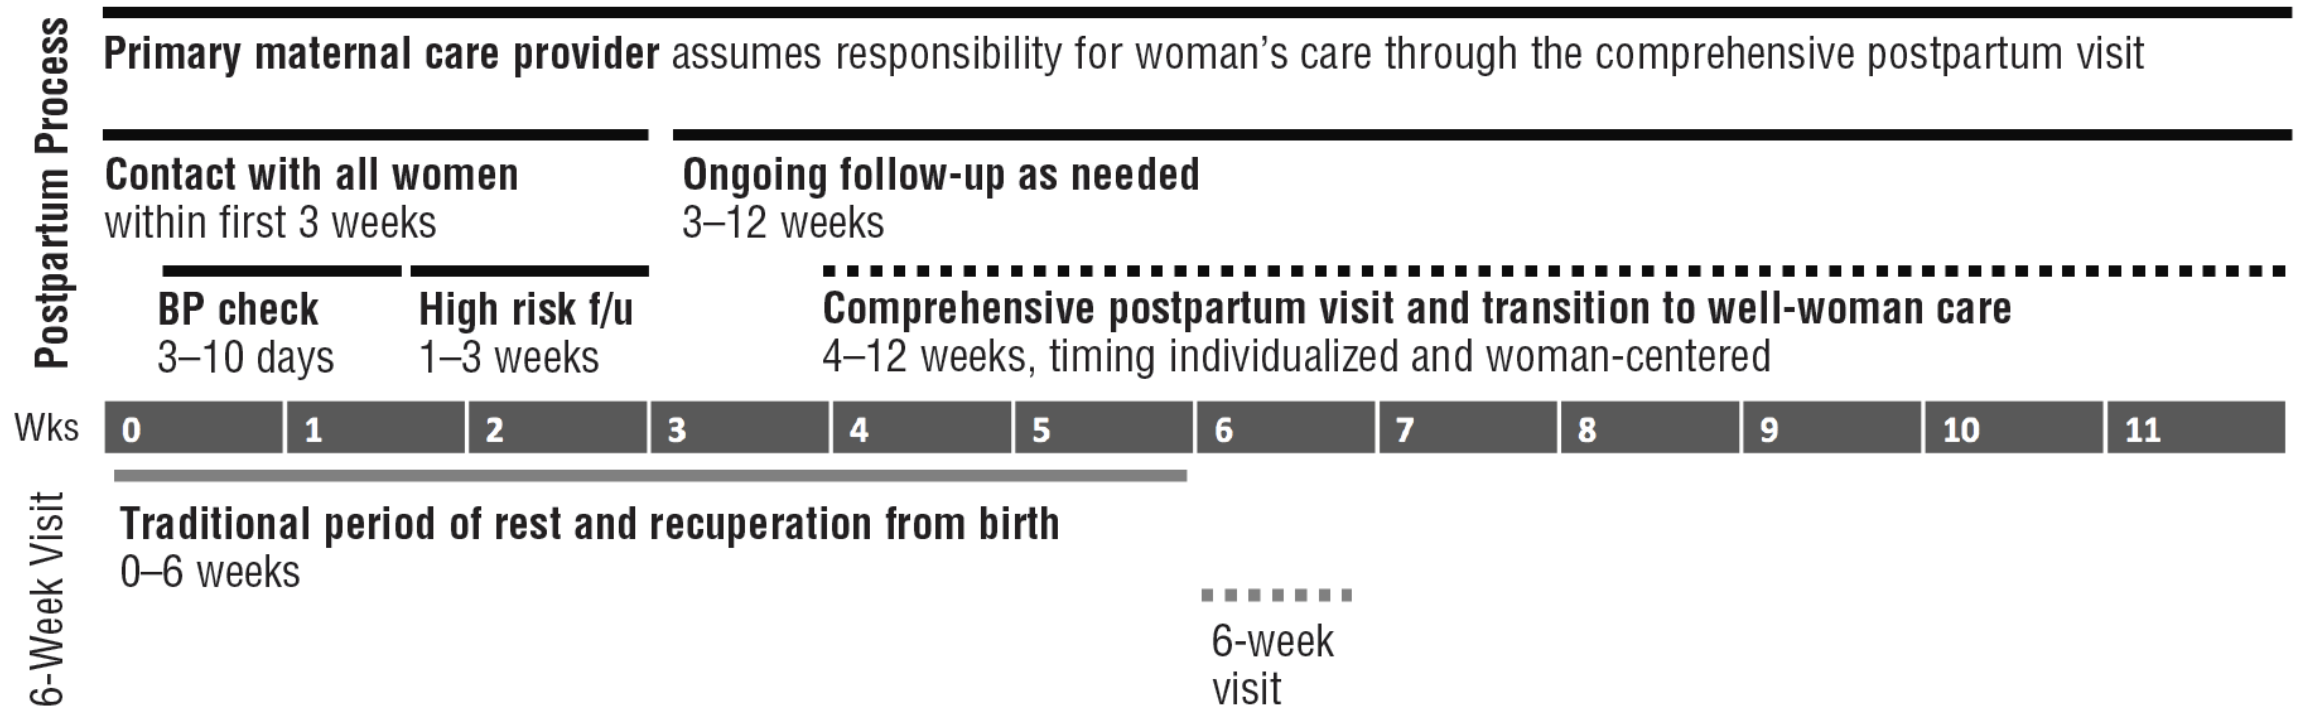 Postpartum Process
Primary maternal care provider assumes responsibility for woman’s care through the comprehensive postpartum visit
Contact with all women
within first 3 weeks
Ongoing follow-up as needed
3–12 weeks
BP check
3–10 days
High risk f/u
1–3 weeks
Comprehensive postpartum visit and transition to well-woman care
4–12 weeks, timing individualized and woman-centered
Wks 0 1 2 3 4 5 6 7 8 9 10 11
6-Week Visit
Traditional period of rest and recuperation from birth
0–6 weeks
6-week
visit